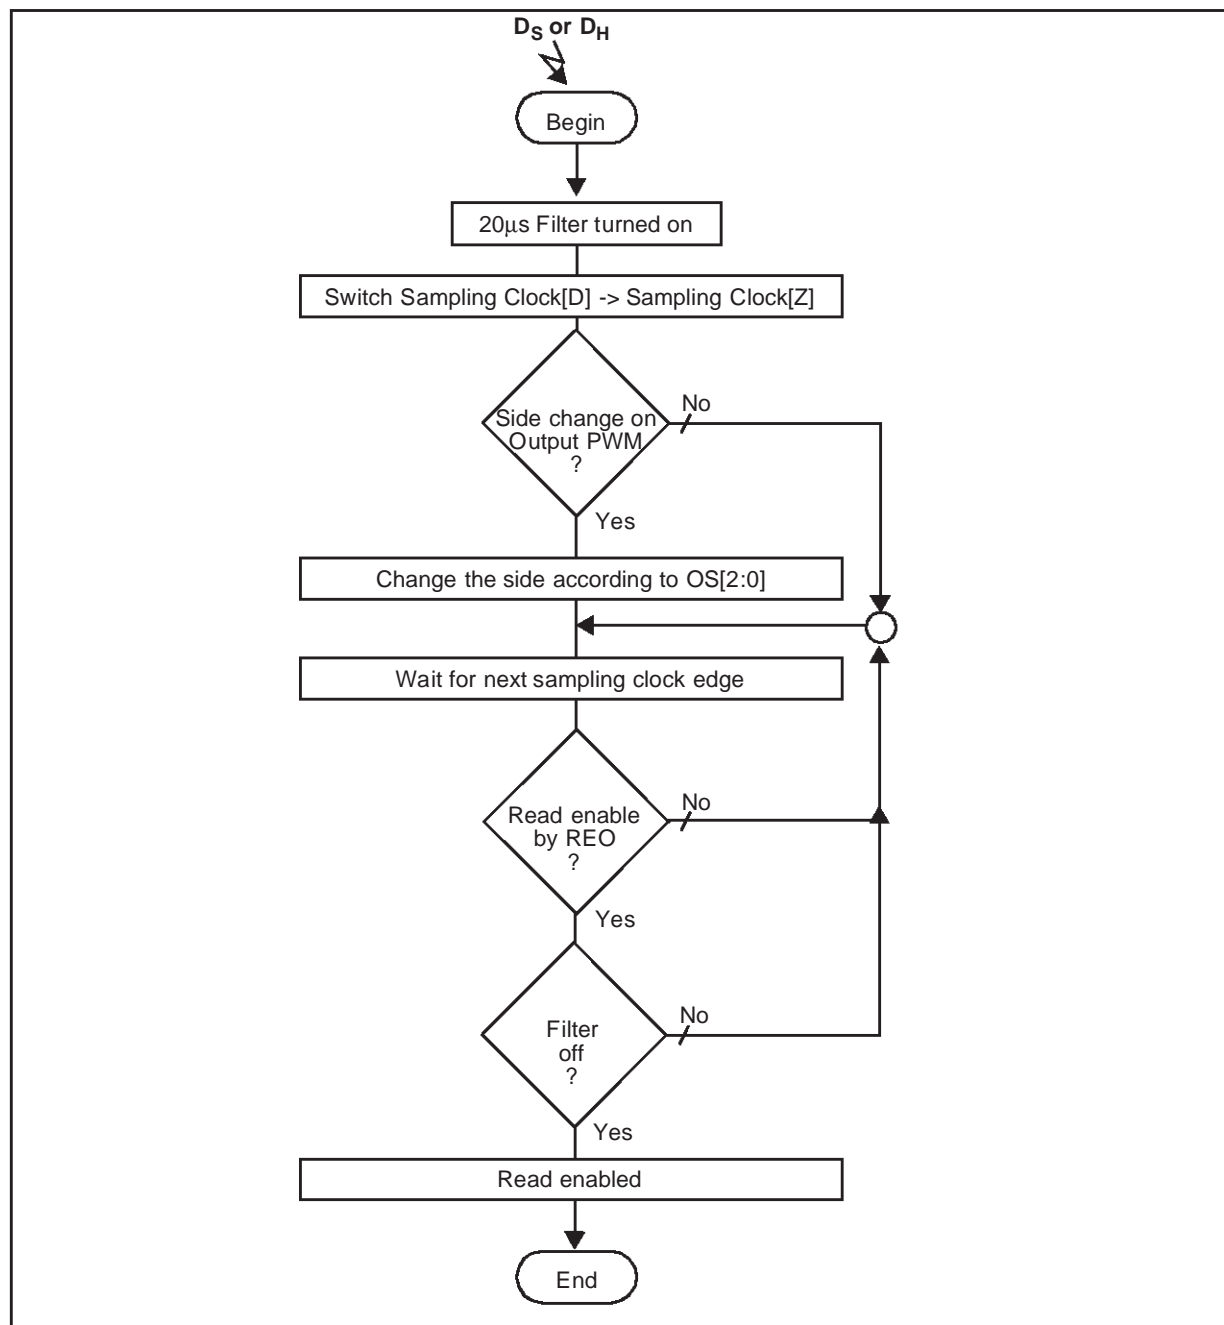 DS or DH
Begin
20µs Filter turned on
Switch Sampling Clock[D] -> Sampling Clock[Z]
No
Side change on
Output PWM
?
Yes
Change the side according to OS[2:0]
Wait for next sampling clock edge
No
Read enable
by REO
?
Yes
No
Filter
off
?
Yes
Read enabled
End